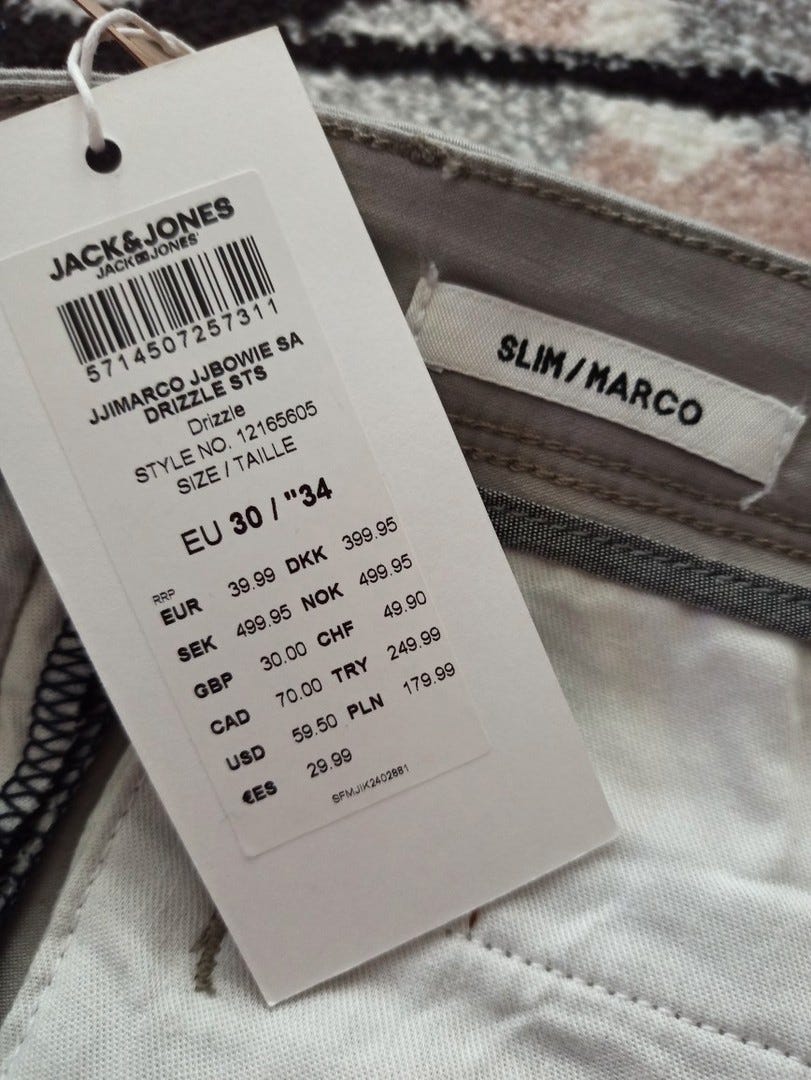 JACK&JONES
JACK&JONES
5714507257311
JJIMARCO JJBOWIE SA
DRIZZLE STS
Drizzle
STYLE NO. 12165605
SIZE / TAILLE
EU 30 / "34
RRP
EUR 39.99 DKK 399.95
SEK 499.95 NOK 499.95
GBP 30.00 CHF 49.90
CAD 70.00 TRY 249.99
USD 59.50 PLN 179.99
€ES 29.99
SFMJIK2402881
SLIM/MARCO